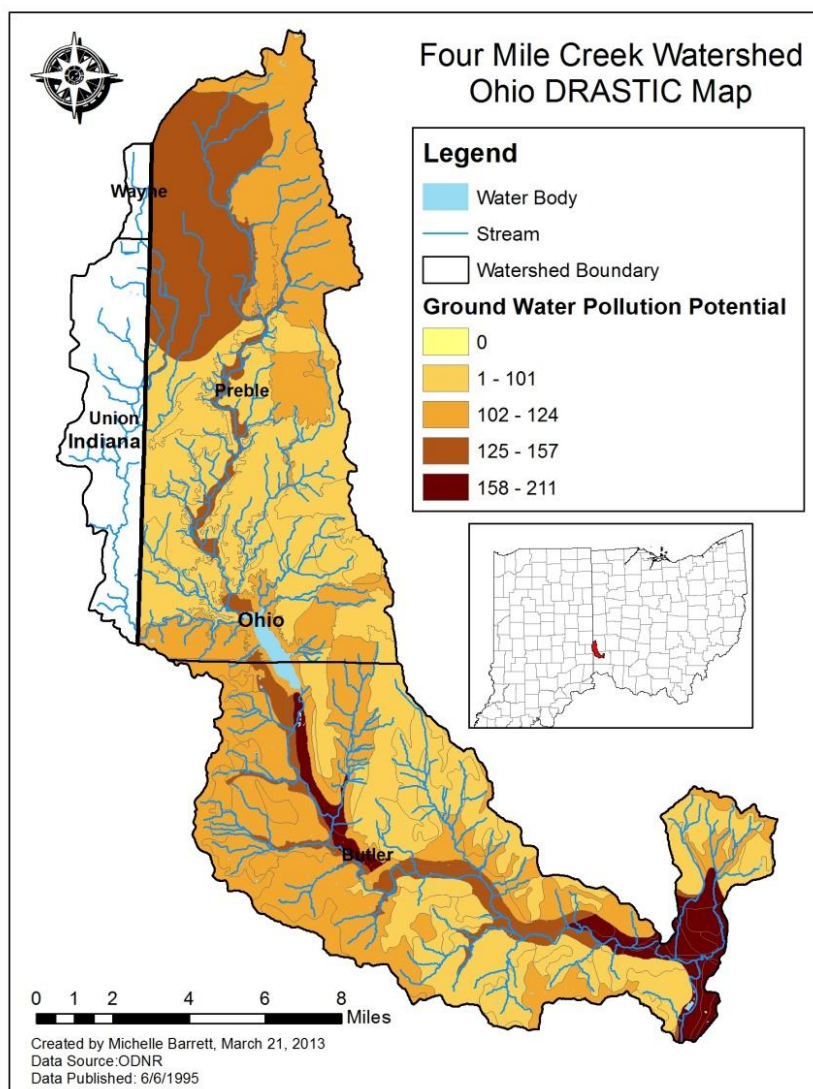 Four Mile Creek Watershed
Ohio DRASTIC Map
Legend
Water Body
Stream
Watershed Boundary
Ground Water Pollution Potential
0
1 - 101
102 - 124
125 - 157
158 - 211
Wayne
Preble
Union
Indiana
Ohio
Butler
0 1 2 4 6 8
Miles
Created by Michelle Barrett, March 21, 2013
Data Source:ODNR
Data Published: 6/6/1995